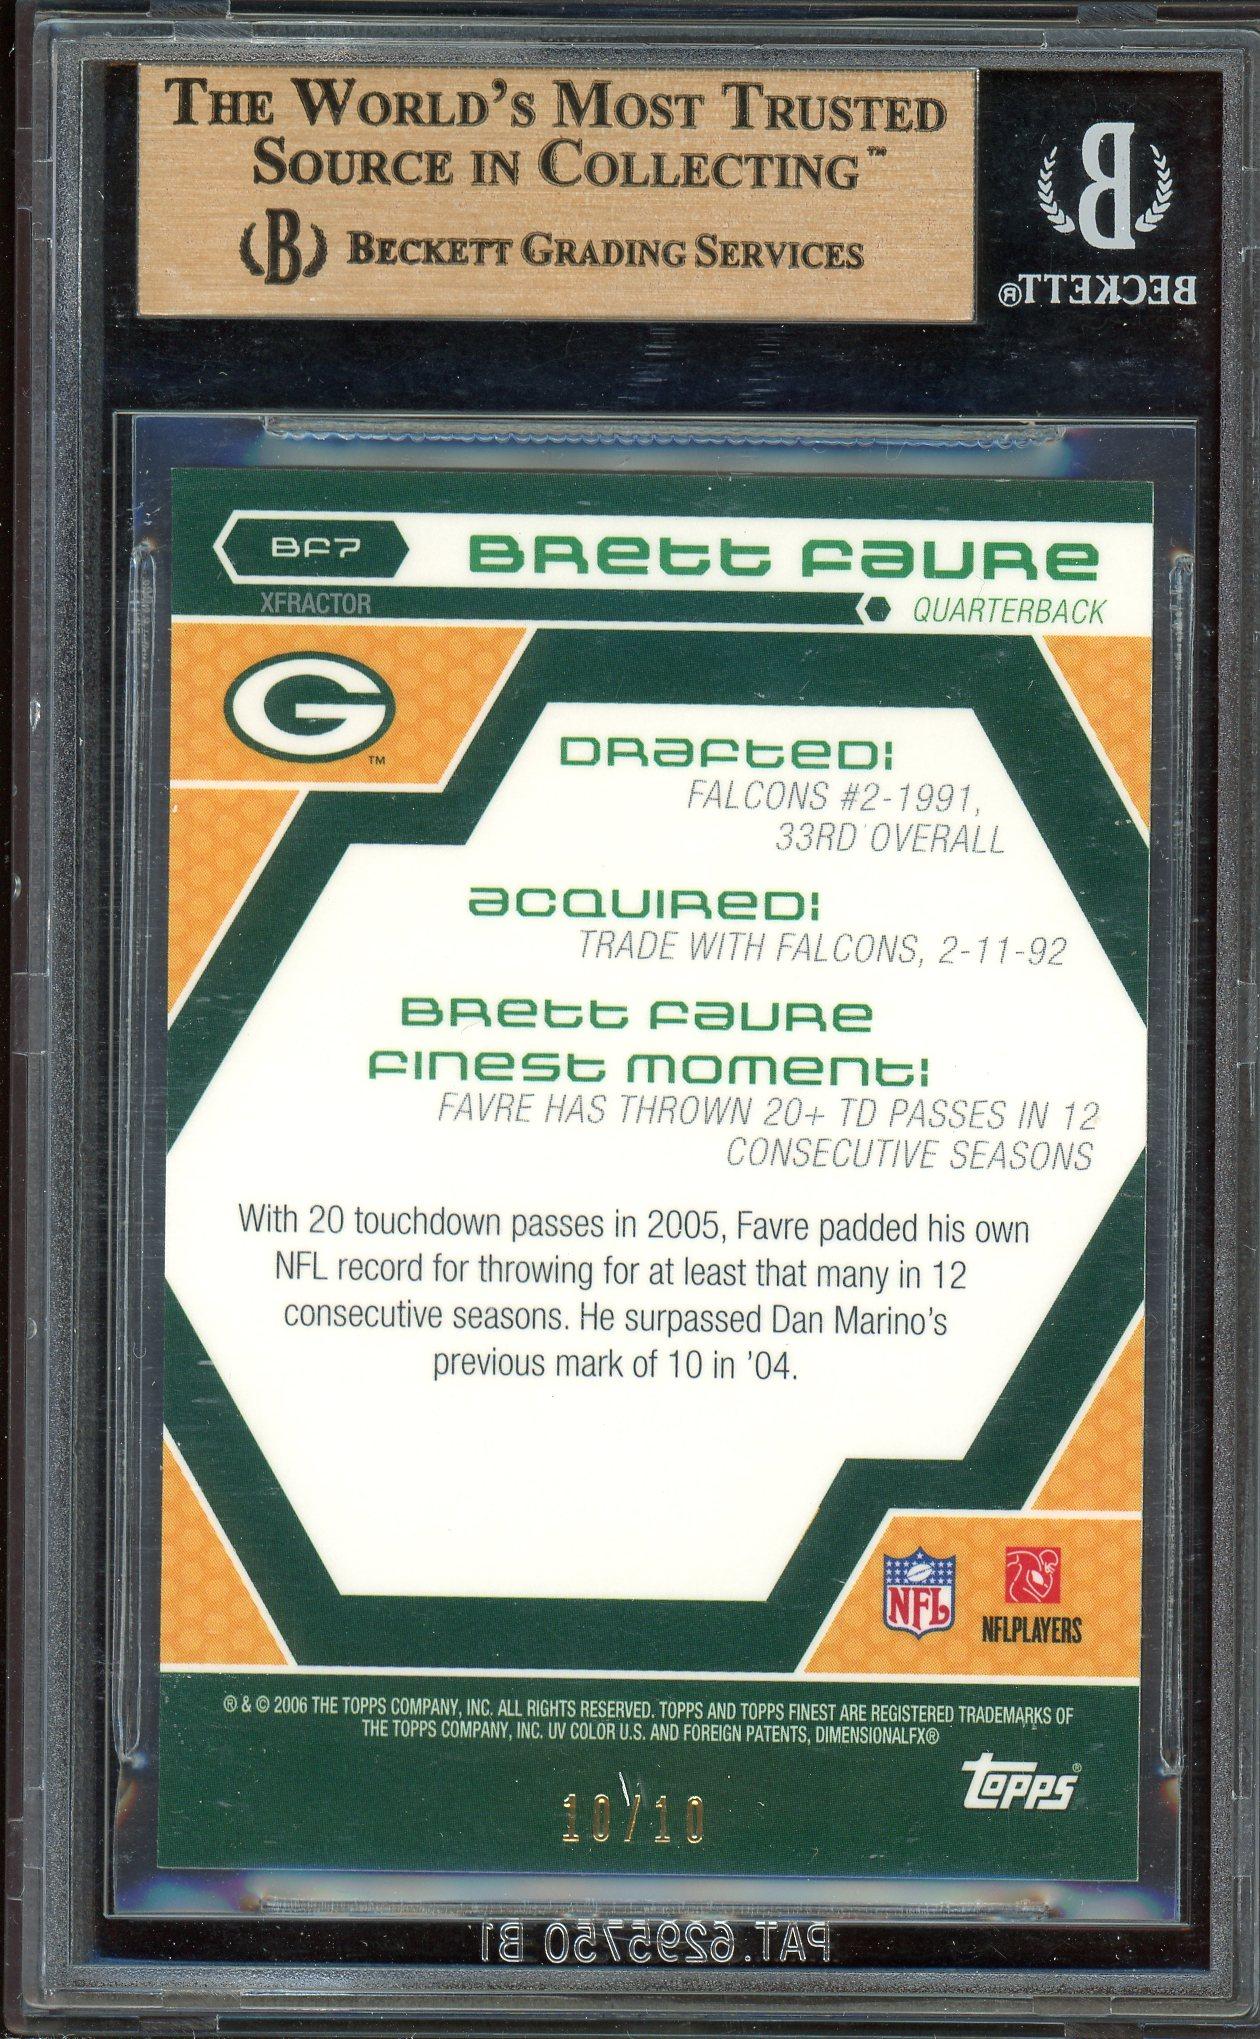 THE WORLD'S MOST TRUSTED
SOURCE IN COLLECTING™
B BECKETT GRADING SERVICES
B
BECKETT®
BF7
BRETT FAVRE
XFRACTOR
QUARTERBACK
G
™
DRAFTED:
FALCONS #2-1991,
33RD OVERALL
ACQUIRED:
TRADE WITH FALCONS, 2-11-92
BRETT FAVRE
FINEST MOMENT:
FAVRE HAS THROWN 20+ TD PASSES IN 12
CONSECUTIVE SEASONS
With 20 touchdown passes in 2005, Favre padded his own
NFL record for throwing for at least that many in 12
consecutive seasons. He surpassed Dan Marino's
previous mark of 10 in '04.
NFL
NFLPLAYERS
® & © 2006 THE TOPPS COMPANY, INC. ALL RIGHTS RESERVED. TOPPS AND TOPPS FINEST ARE REGISTERED TRADEMARKS OF
THE TOPPS COMPANY, INC. UV COLOR U.S. AND FOREIGN PATENTS, DIMENSIONALFX®
TOPPS®
10/10
PAT.6295750 B1